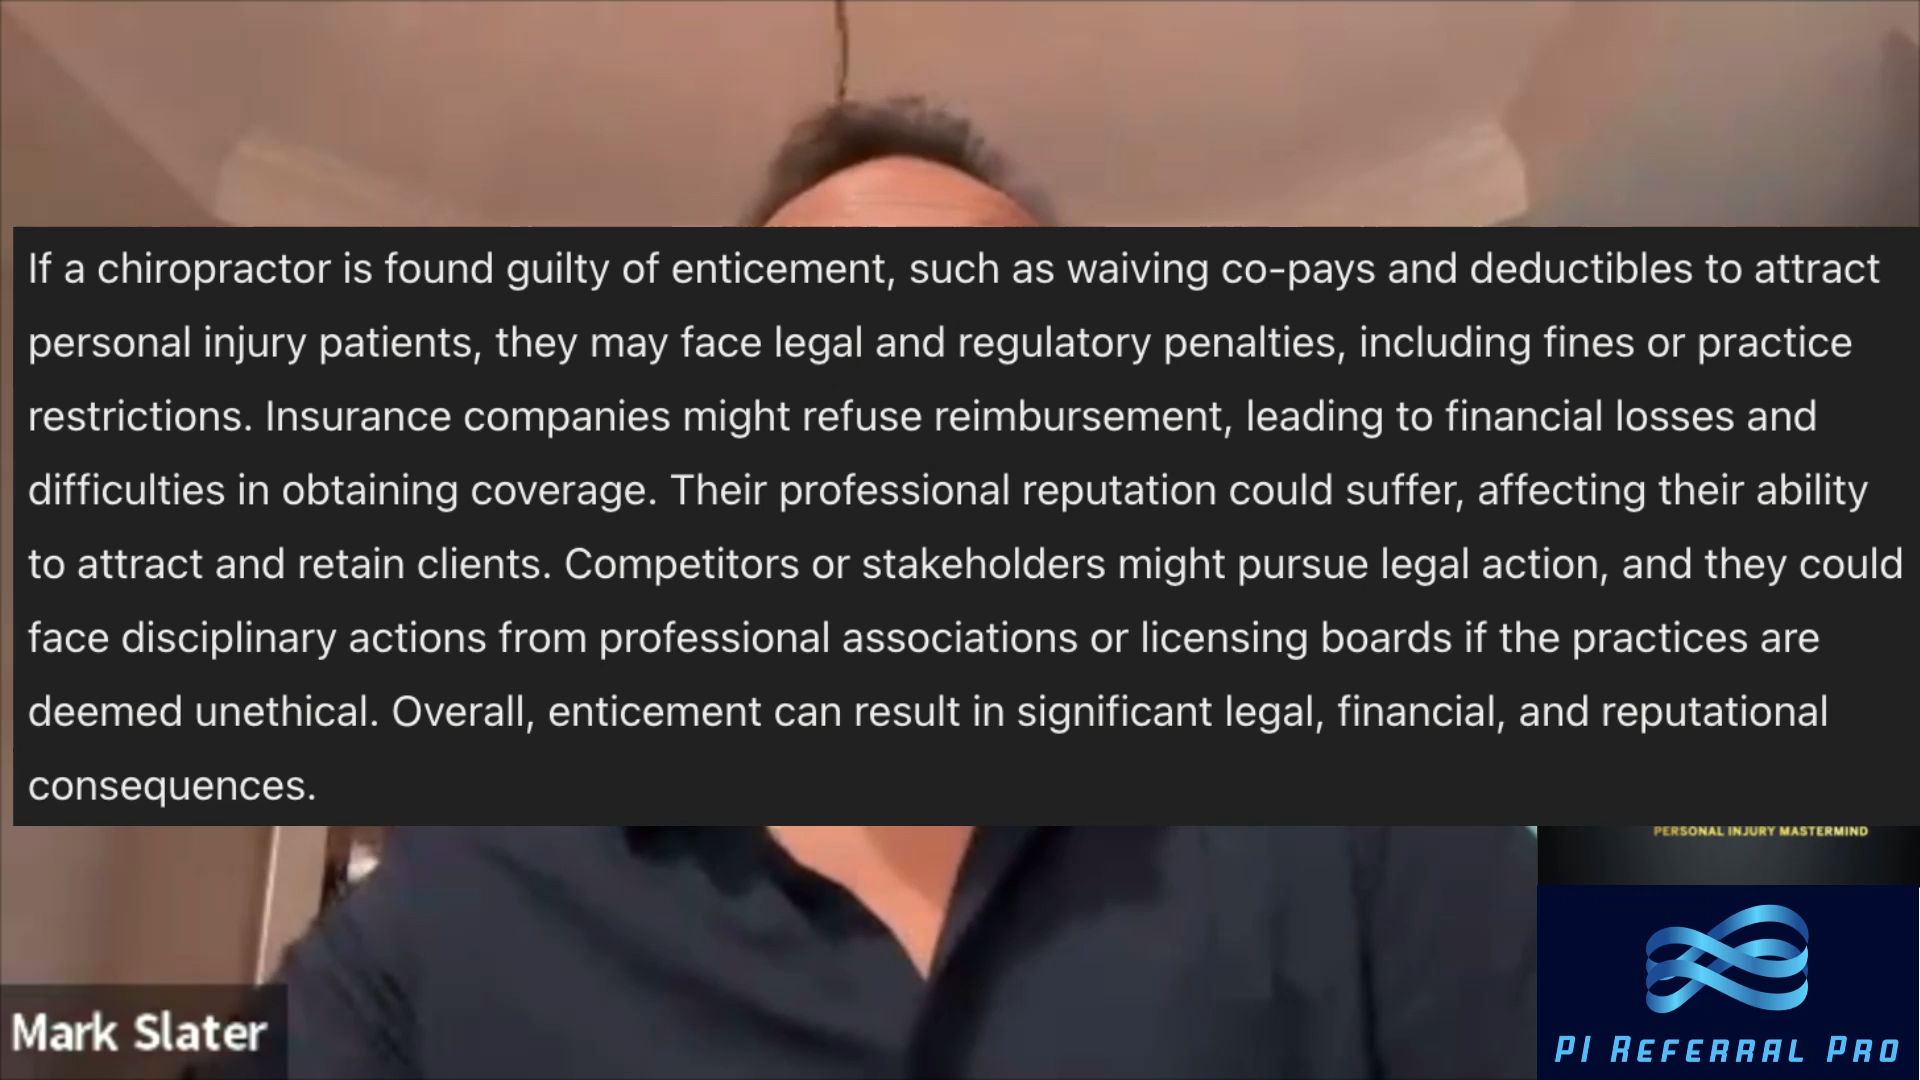 If a chiropractor is found guilty of enticement, such as waiving co-pays and deductibles to attract
personal injury patients, they may face legal and regulatory penalties, including fines or practice
restrictions. Insurance companies might refuse reimbursement, leading to financial losses and
difficulties in obtaining coverage. Their professional reputation could suffer, affecting their ability
to attract and retain clients. Competitors or stakeholders might pursue legal action, and they could
face disciplinary actions from professional associations or licensing boards if the practices are
deemed unethical. Overall, enticement can result in significant legal, financial, and reputational
consequences.
PERSONAL INJURY MASTERMIND
Mark Slater
PI REFERRAL PRO